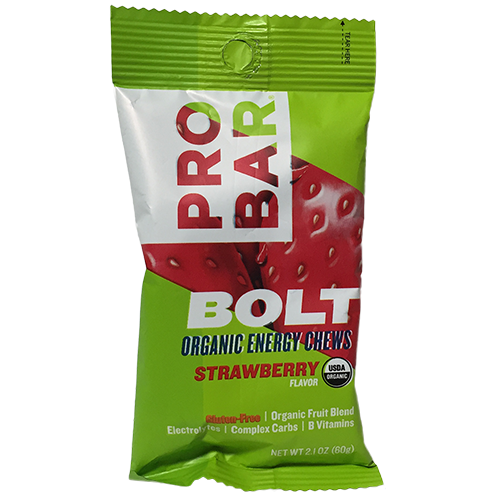 TEAR HERE
PRO
BAR
BOLT
ORGANIC ENERGY CHEWS
STRAWBERRY
FLAVOR
USDA
ORGANIC
Gluten-Free | Organic Fruit Blend
Electrolytes | Complex Carbs | B Vitamins
NET WT 2.1 OZ (60g)